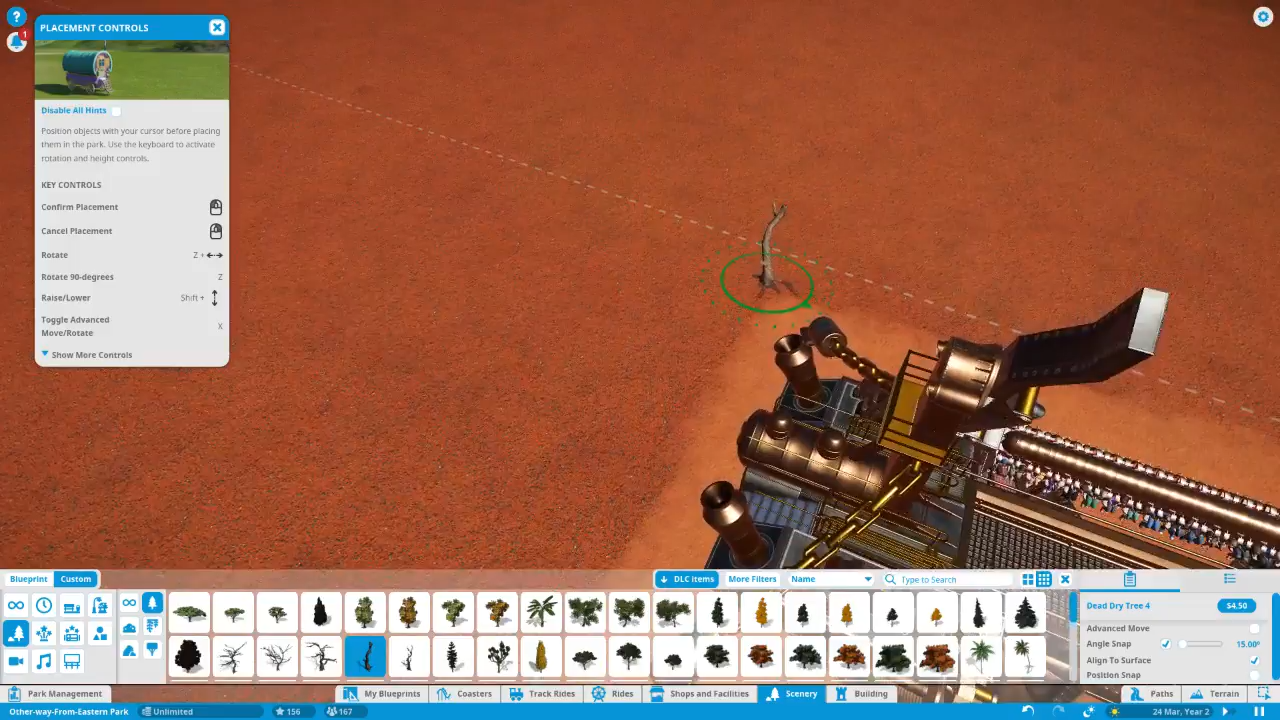 ?
1
PLACEMENT CONTROLS
Disable All Hints
Position objects with your cursor before placing
them in the park. Use the keyboard to activate
rotation and height controls.
KEY CONTROLS
Confirm Placement
Cancel Placement
Rotate Z +
Rotate 90-degrees Z
Raise/Lower Shift +
Toggle Advanced
Move/Rotate X
Show More Controls
Blueprint Custom DLC Items More Filters Name Type to Search
Dead Dry Tree 4 $4.50
Advanced Move
Angle Snap 15.00°
Align To Surface
Position Snap
Park Management My Blueprints Coasters Track Rides Rides Shops and Facilities Scenery Building Paths Terrain
Other-way-From-Eastern Park Unlimited 156 167 24 Mar, Year 2